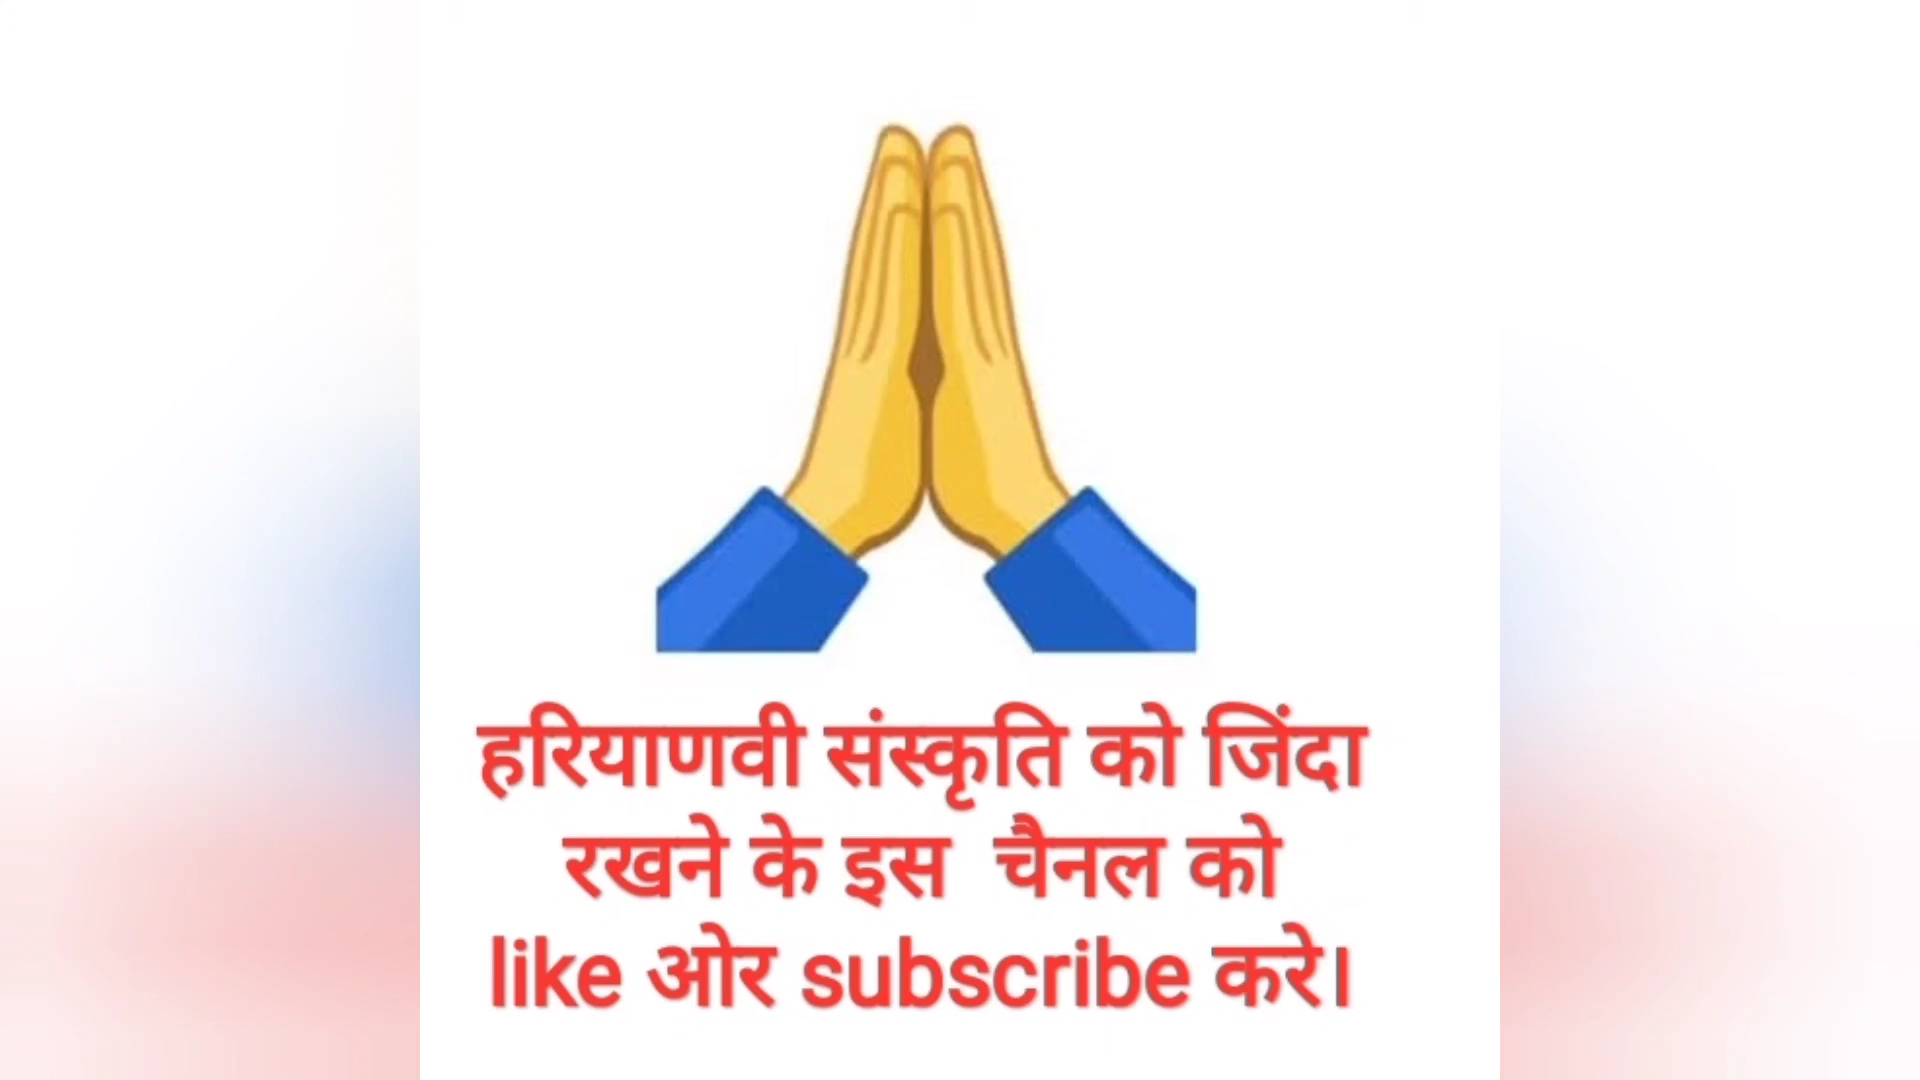 हरियाणवी संस्कृति को जिंदा
रखने के इस चैनल को
like ओर subscribe करे।